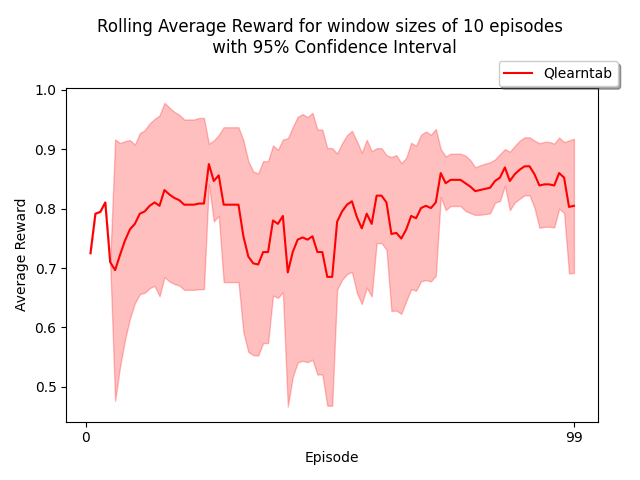 Rolling Average Reward for window sizes of 10 episodes
with 95% Confidence Interval
Qlearntab
1.0
0.9
0.8
0.7
0.6
0.5
Average Reward
0
99
Episode